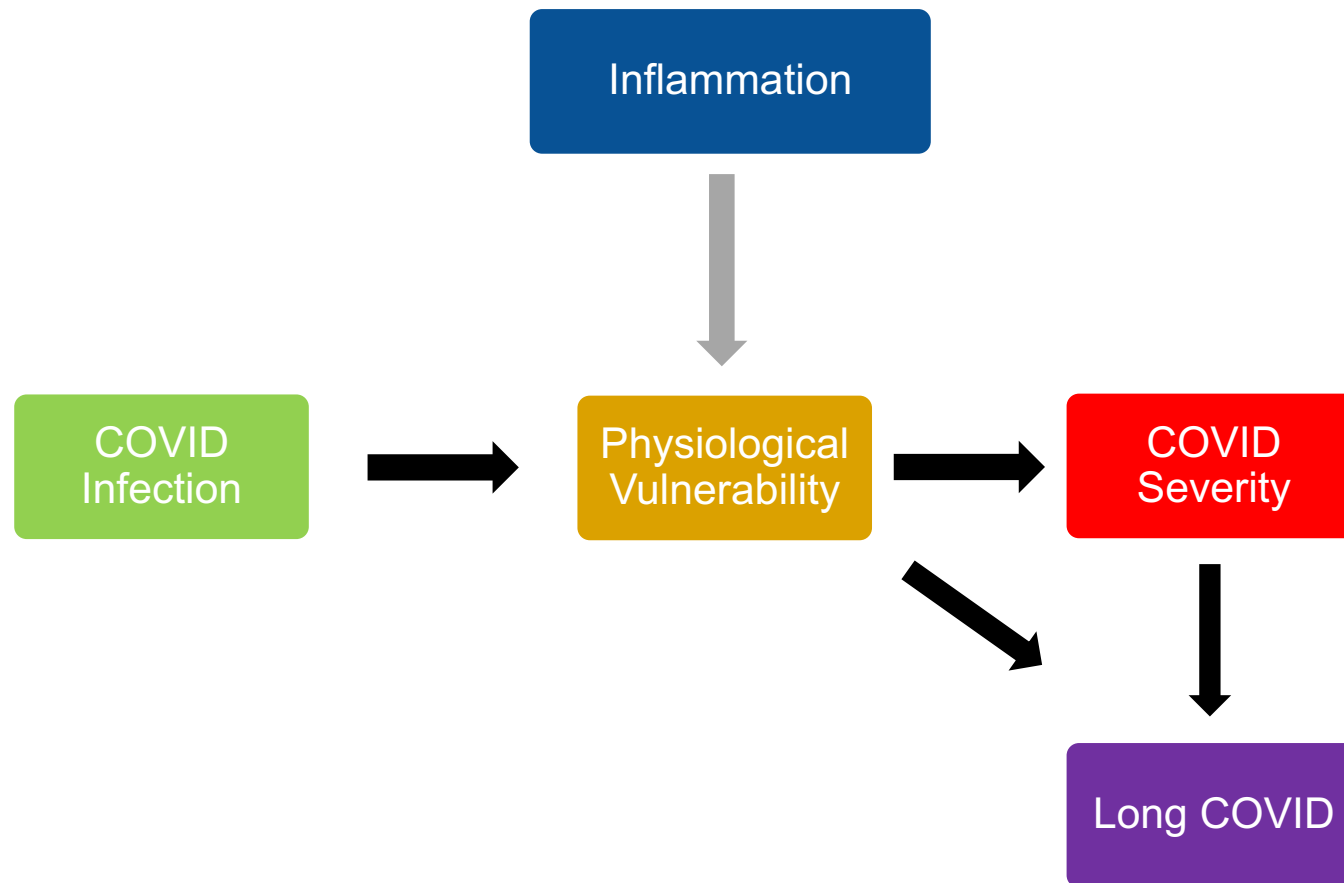 Inflammation
COVID
Infection
Physiological
Vulnerability
COVID
Severity
Long COVID